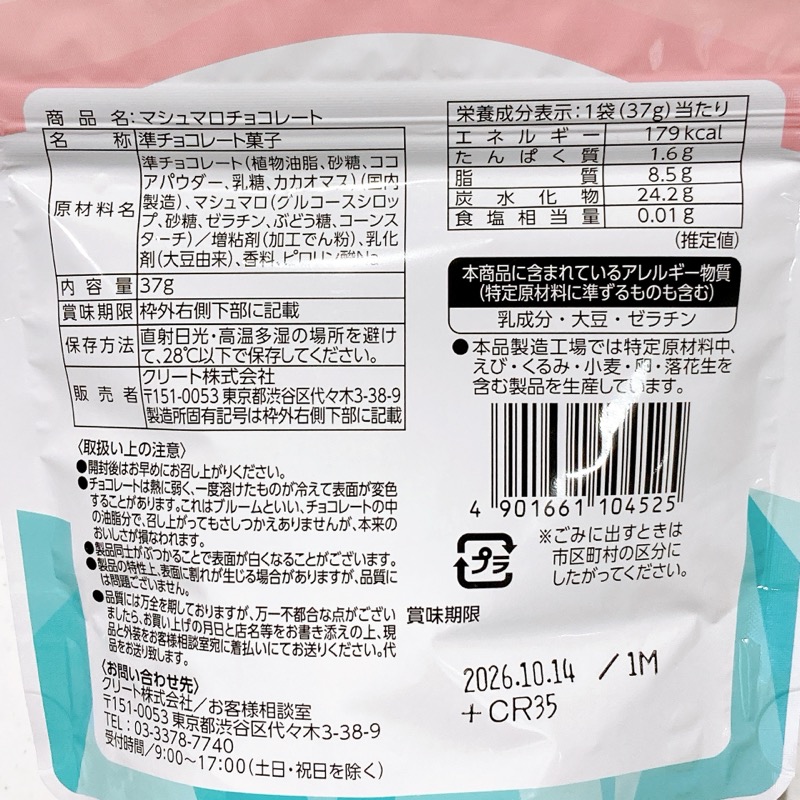 商品名:マシュマロチョコレート
名称 準チョコレート菓子
原材料名 準チョコレート(植物油脂、砂糖、ココ
アパウダー、乳糖、カカオマス)(国内
製造)、マシュマロ(グルコースシロッ
プ、砂糖、ゼラチン、ぶどう糖、コーンス
ターチ)/増粘剤(加工でん粉)、乳化
剤(大豆由来)、香料、ピロリン酸Na
内容量 37g
賞味期限 枠外右側下部に記載
保存方法 直射日光・高温多湿の場所を避け
て、28℃以下で保存してください。
販売者 クリート株式会社
〒151-0053 東京都渋谷区代々木3-38-9
製造所固有記号は枠外右側下部に記載
〈取扱い上の注意〉
●開封後はお早めにお召し上がりください。
●チョコレートは熱に弱く、一度溶けたものが冷えて表面が変色
することがあります。これはブルームといい、チョコレートの中
の油脂分で、召し上がってもさしつかえありませんが、本来の
おいしさが損なわれます。
●製品同士がぶつかることで表面が白くなることがございます。
●製品の特性上、表面に割れが生じる場合がありますが、品質に
は問題ございません。
●品質には万全を期しておりますが、万一不都合な点がござい
ましたら、お買い上げの月日と店名等をお書き添えの上、現
品と外装をお客様相談室宛に着払いにてお送りください。代
品をお送り致します。
〈お問い合わせ先〉
クリート株式会社/お客様相談室
〒151-0053 東京都渋谷区代々木3-38-9
TEL:03-3378-7740
受付時間/9:00〜17:00(土日・祝日を除く)
栄養成分表示:1袋(37g)当たり
エネルギー 179kcal
たんぱく質 1.6g
脂質 8.5g
炭水化物 24.2g
食塩相当量 0.01g
(推定値)
本商品に含まれているアレルギー物質
(特定原材料に準ずるものも含む)
乳成分・大豆・ゼラチン
●本品製造工場では特定原材料中、
えび・くるみ・小麦・卵・落花生を
含む製品を生産しています。
4 901661 104525
プラ
※ごみに出すときは
市区町村の区分に
したがってください。
賞味期限
2026.10.14 /1M
+CR35